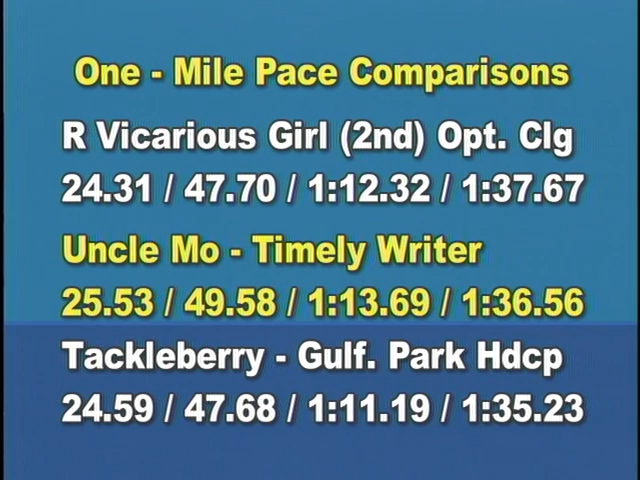 One - Mile Pace Comparisons
R Vicarious Girl (2nd) Opt. Clg
24.31 / 47.70 / 1:12.32 / 1:37.67
Uncle Mo - Timely Writer
25.53 / 49.58 / 1:13.69 / 1:36.56
Tackleberry - Gulf. Park Hdcp
24.59 / 47.68 / 1:11.19 / 1:35.23